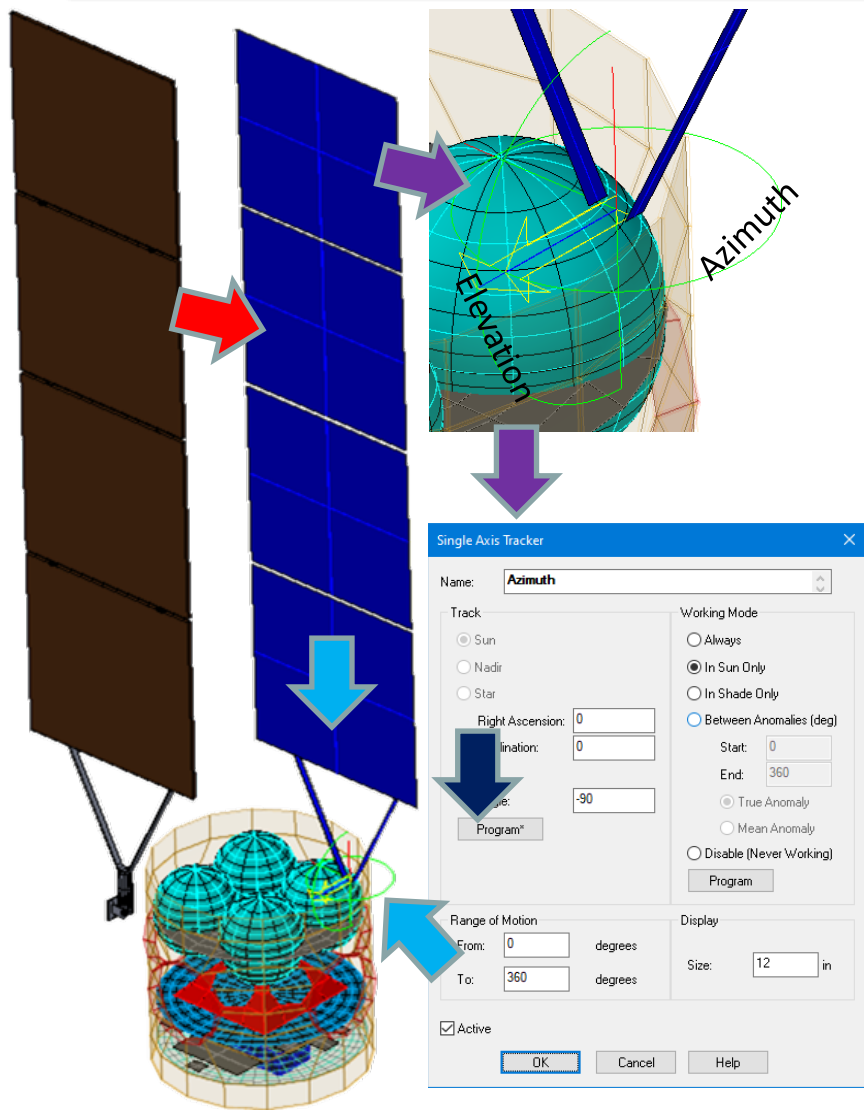 Azimuth
Elevation
Single Axis Tracker
Name: Azimuth
Track
Sun
Nadir
Star
Right Ascension: 0
0
-90
Program*
Working Mode
Always
In Sun Only
In Shade Only
Between Anomalies (deg)
Start: 0
End: 360
True Anomaly
Mean Anomaly
Disable (Never Working)
Program
Range of Motion
From: 0 degrees
To: 360 degrees
Display
Size: 12 in
Active
OK Cancel Help